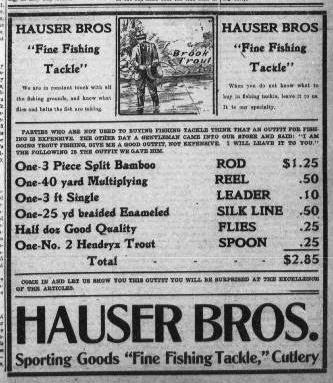 HAUSER BROS
"Fine Fishing
Tackle"
We are in constant touch with all
the fishing grounds, and know what
flies and baits the fish are taking.
Brook
Trout
HAUSER BROS
"Fine Fishing
Tackle"
When you do not know what to
buy in fishing tackle, leave it to us.
It is our specialty.
PARTIES WHO ARE NOT USED TO BUYING FISHING TACKLE THINK THAT AN OUTFIT FOR FISH-
ING IS EXPENSIVE. THE OTHER DAY A GENTLEMAN CAME INTO OUR STORE AND SAID: "I AM
GOING TROUT FISHING, GIVE ME A GOOD OUTFIT, NOT EXPENSIVE. I WILL LEAVE IT TO YOU."
THE FOLLOWING IS THE OUTFIT WE GAVE HIM.
One-3 Piece Split Bamboo ROD $1.25
One-40 yard Multiplying REEL .50
One-3 ft Single LEADER .10
One-25 yd braided Enameled SILK LINE .50
Half dos Good Quality FLIES .25
One-No. 2 Hendryx Trout SPOON .25
Total - - - - $2.85
COME IN AND LET US SHOW YOU THIS OUTFIT YOU WILL BE SURPRISED AT THE EXCELLENCE
OF THE ARTICLES.
HAUSER BROS.
Sporting Goods "Fine Fishing Tackle," Cutlery